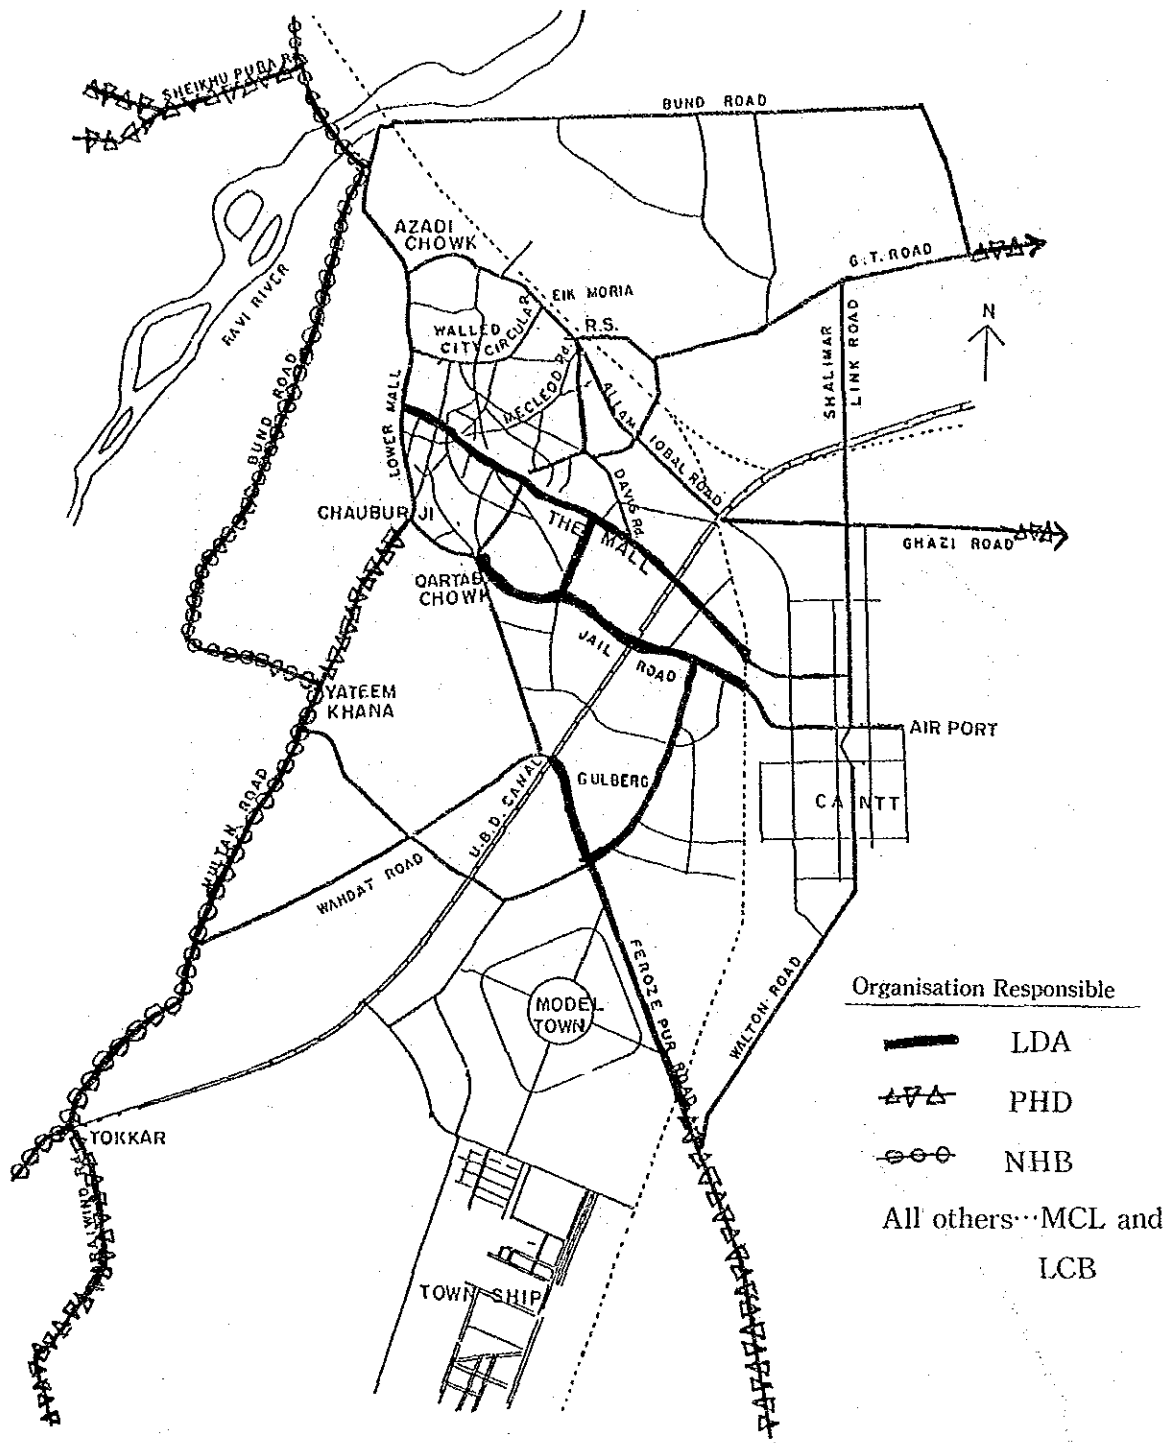 SHEIKHU PURA R
BUND ROAD
AZADI
CHOWK
G.T. ROAD
RAVI RIVER
EIK MORIA
R.S.
N
WALLED
CITY
CIRCULAR
SHALIMAR
LINK ROAD
BUND ROAD
LOWER MALL
MECLEOD Rd.
ALLAMA IQBAL ROAD
DAVIS Rd.
CHAUBURJI
THE MALL
GHAZI ROAD
QARTABA
CHOWK
JAIL ROAD
YATEEM
KHANA
AIR PORT
GULBERG
CANTT
MULTAN ROAD
U.B.D. CANAL
WAHDAT ROAD
FEROZE PUR ROAD
WALTON ROAD
MODEL
TOWN
TOKKAR
RAIWIND
TOWN SHIP
Organisation Responsible
LDA
PHD
NHB
All others…MCL and
LCB